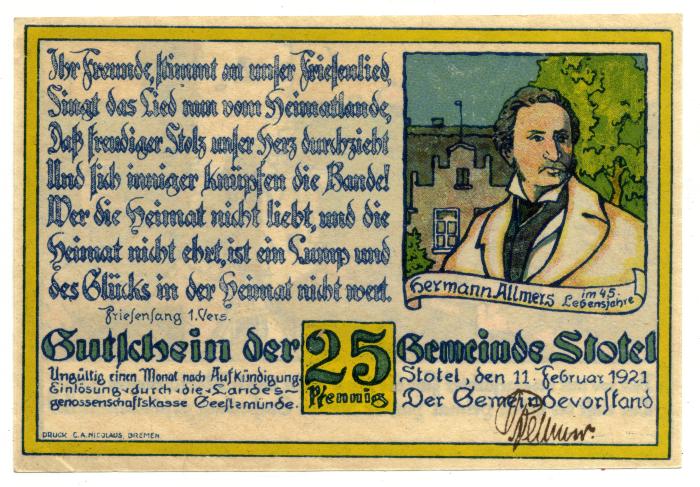 Ihr Freunde, stimmt an unser Friesenlied,
Singt das Lied nun vom Heimatlande,
Daß freudiger Stolz unser Herz durchzieht
Und sich inniger knüpfen die Bande!
Wer die Heimat nicht liebt, und die
Heimat nicht ehrt, ist ein Lump und
des Glücks in der Heimat nicht wert.
Friesensang 1. Vers.
Hermann Allmers im 45.
Lebensjahre
Gutschein der 25 Gemeinde Stotel
Pfennig
Ungültig einen Monat nach Aufkündigung.
Einlösung durch die Landes-
genossenschaftskasse Geestemünde.
Stotel, den 11. Februar 1921
Der Gemeindevorstand
DRUCK C.A. NICOLAUS, BREMEN.